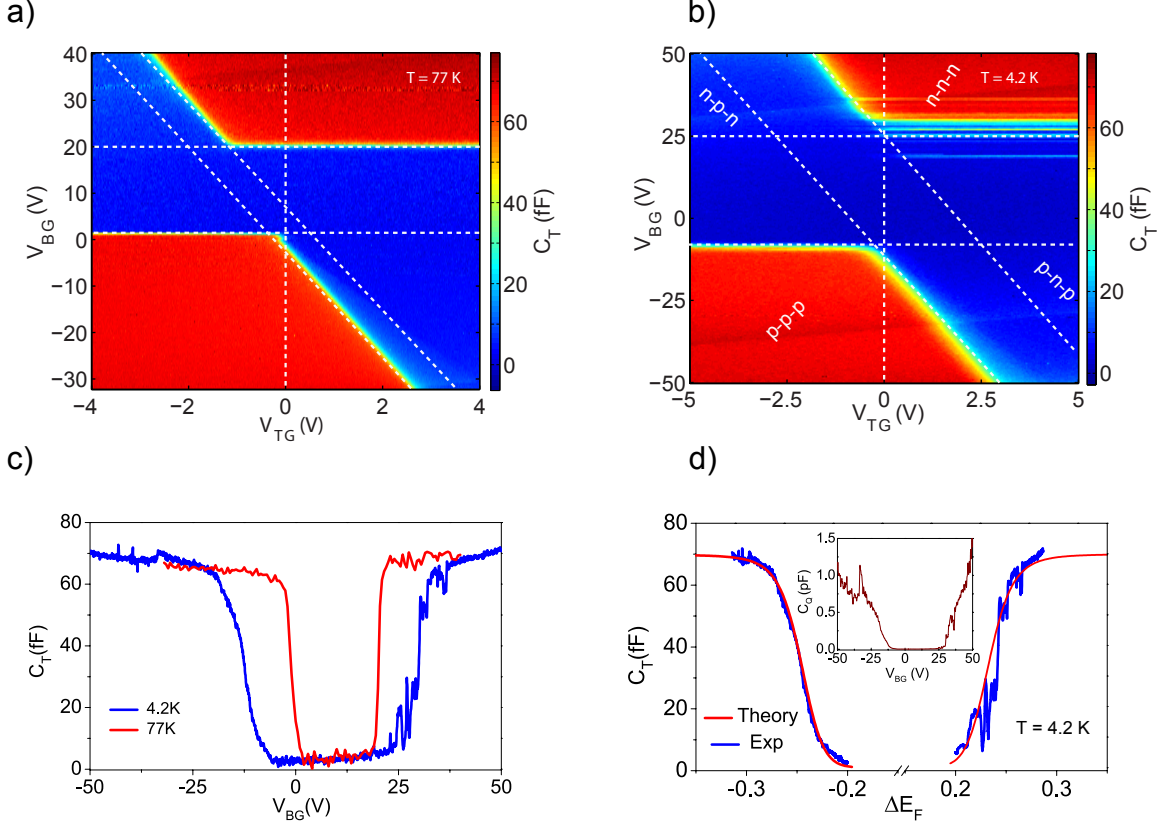 a)
40
30
20
10
0
−10
−20
−30
V_BG (V)
−4
−2
0
2
4
V_TG (V)
T = 77 K
60
40
20
0
C_T (fF)
b)
50
25
0
−25
−50
V_BG (V)
−5
−2.5
0
2.5
5
V_TG (V)
T = 4.2 K
n-p-n
n-n-n
p-n-p
p-p-p
60
40
20
0
C_T (fF)
c)
80
60
40
20
0
C_T(fF)
-50
-25
0
25
50
V_BG(V)
4.2K
77K
d)
80
60
40
20
0
C_T(fF)
-0.3
-0.2
0.2
0.3
ΔE_F
Theory
Exp
T = 4.2 K
1.5
1.0
0.5
0.0
C_Q (pF)
-50
-25
0
25
50
V_BG (V)